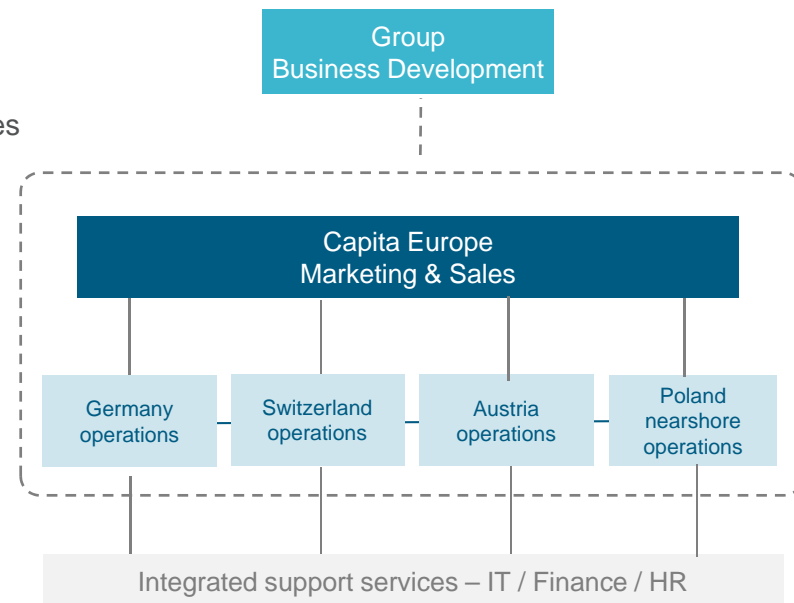 Group
Business Development
es
Capita Europe
Marketing & Sales
Germany
operations
Switzerland
operations
Austria
operations
Poland
nearshore
operations
Integrated support services – IT / Finance / HR